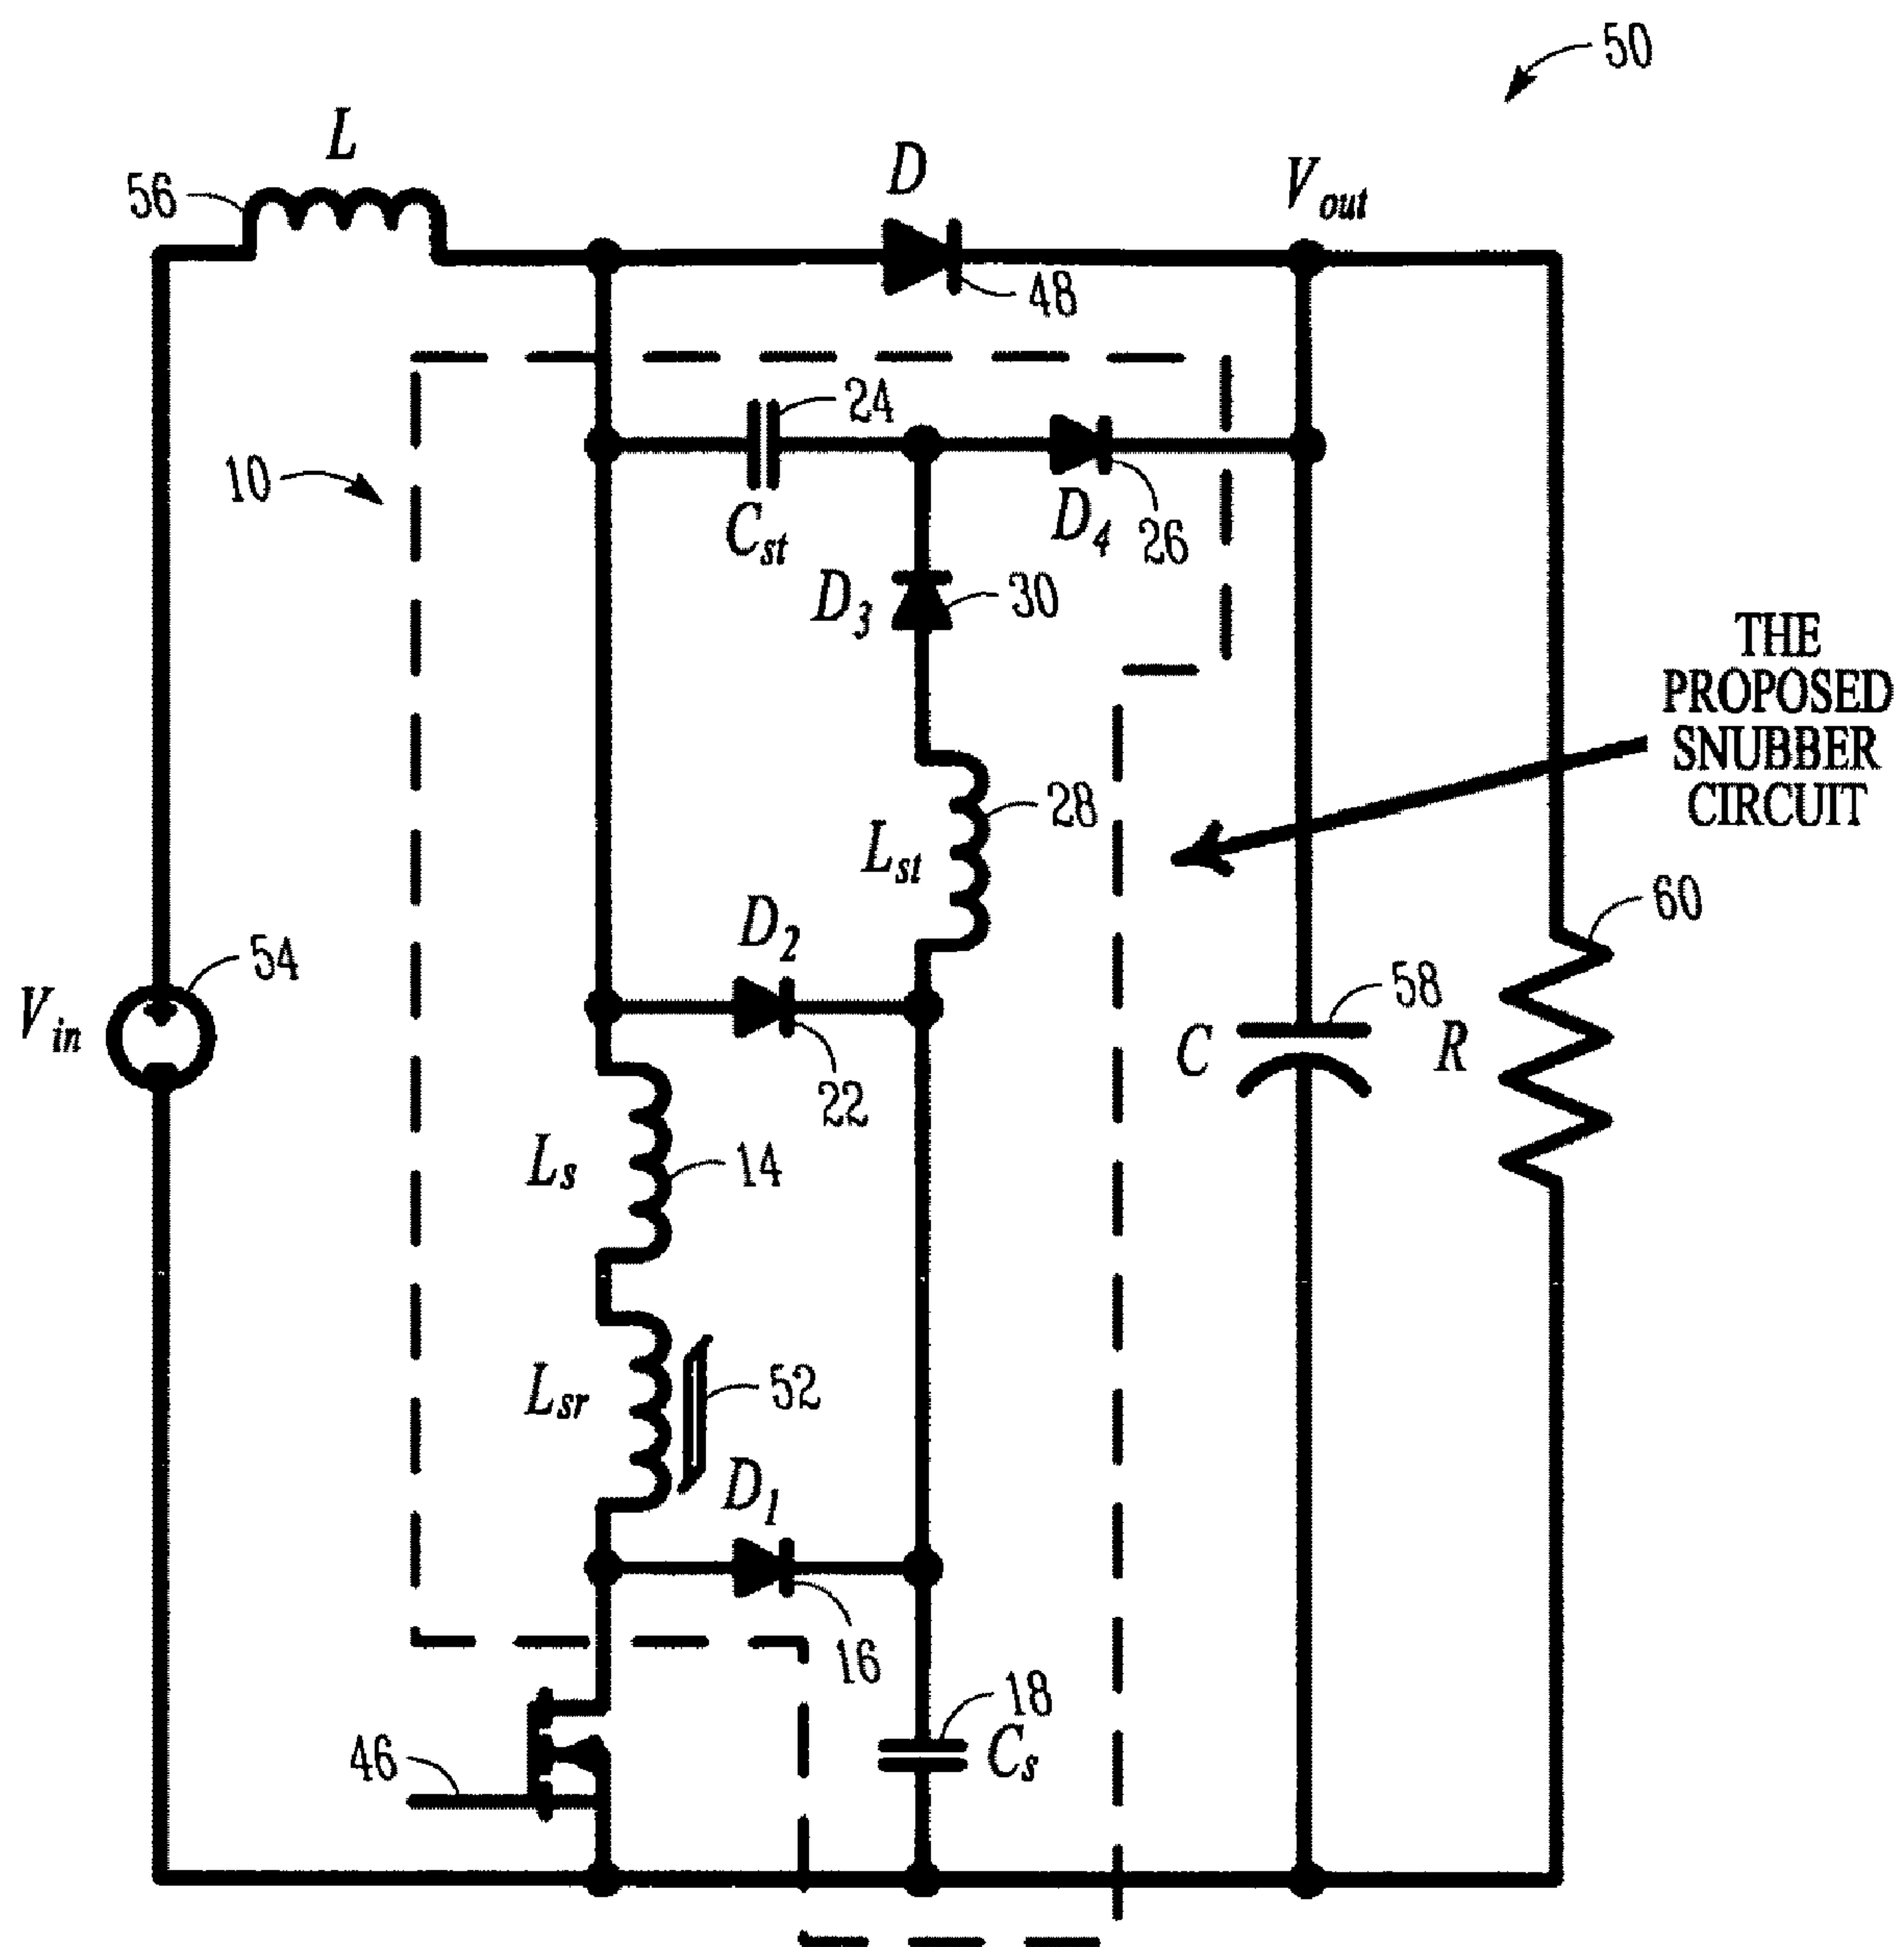 50
L
56
D
V out
48
24
10
C st
D 4
26
D 3
30
THE
PROPOSED
SNUBBER
CIRCUIT
28
L st
60
D 2
54
V in
58
C
R
22
L s
14
L sr
52
D 1
16
18
C s
46